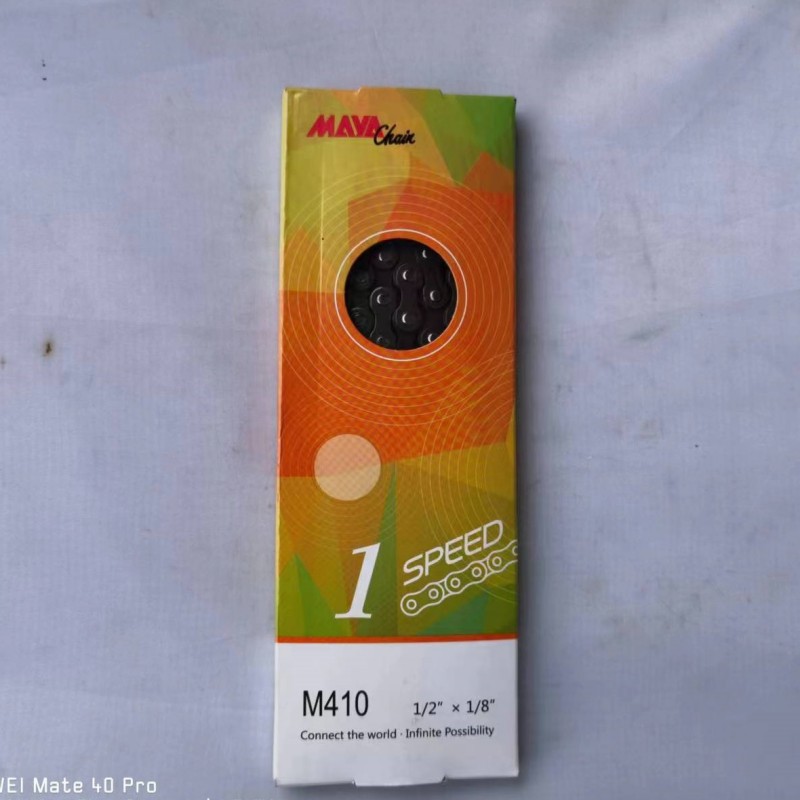 MAYA Chain
1 SPEED
M410 1/2" × 1/8"
Connect the world · Infinite Possibility
WEI Mate 40 Pro